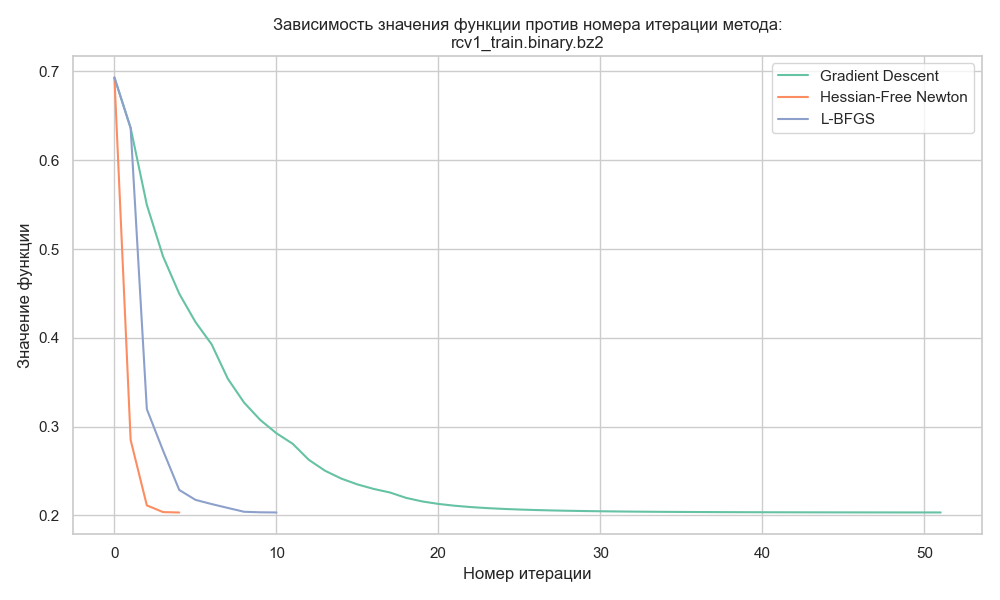 Зависимость значения функции против номера итерации метода:
rcv1_train.binary.bz2
Gradient Descent
Hessian-Free Newton
L-BFGS
Значение функции
0.7
0.6
0.5
0.4
0.3
0.2
0
10
20
30
40
50
Номер итерации